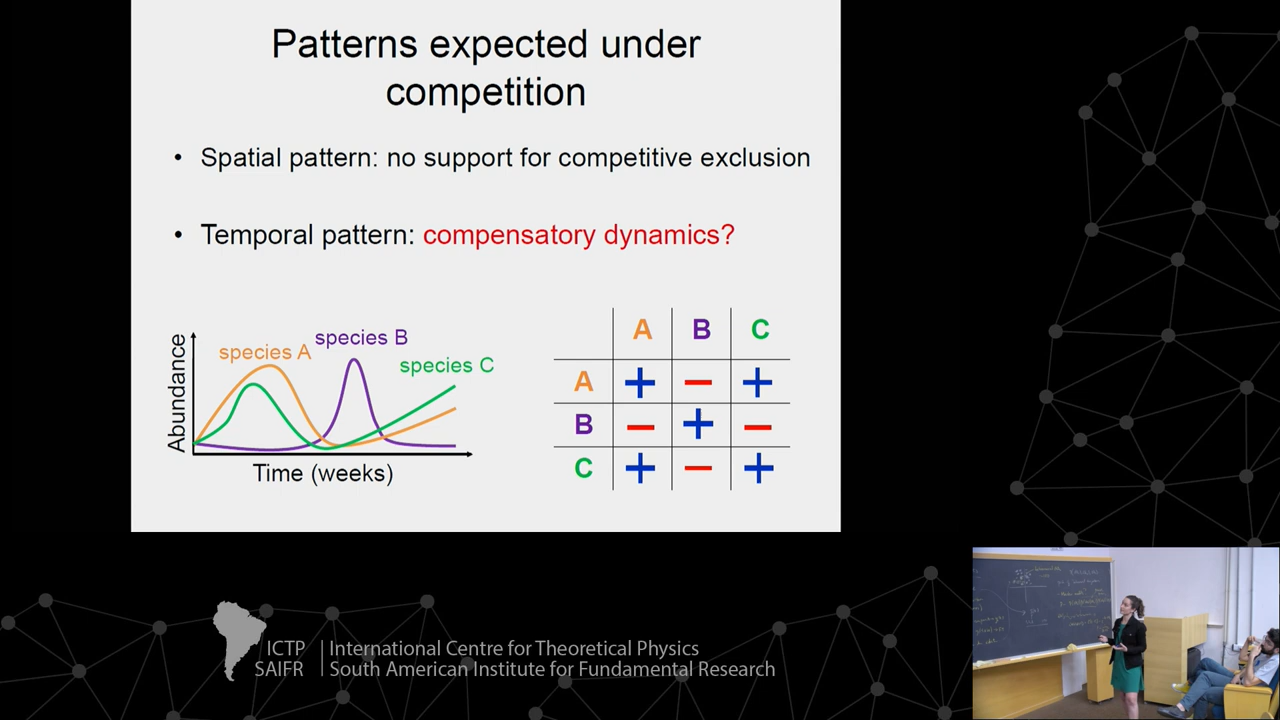 Patterns expected under
competition
• Spatial pattern: no support for competitive exclusion
• Temporal pattern: compensatory dynamics?
Abundance
species A
species B
species C
Time (weeks)
A B C
A + − +
B − + −
C + − +
ICTP
SAIFR
International Centre for Theoretical Physics
South American Institute for Fundamental Research